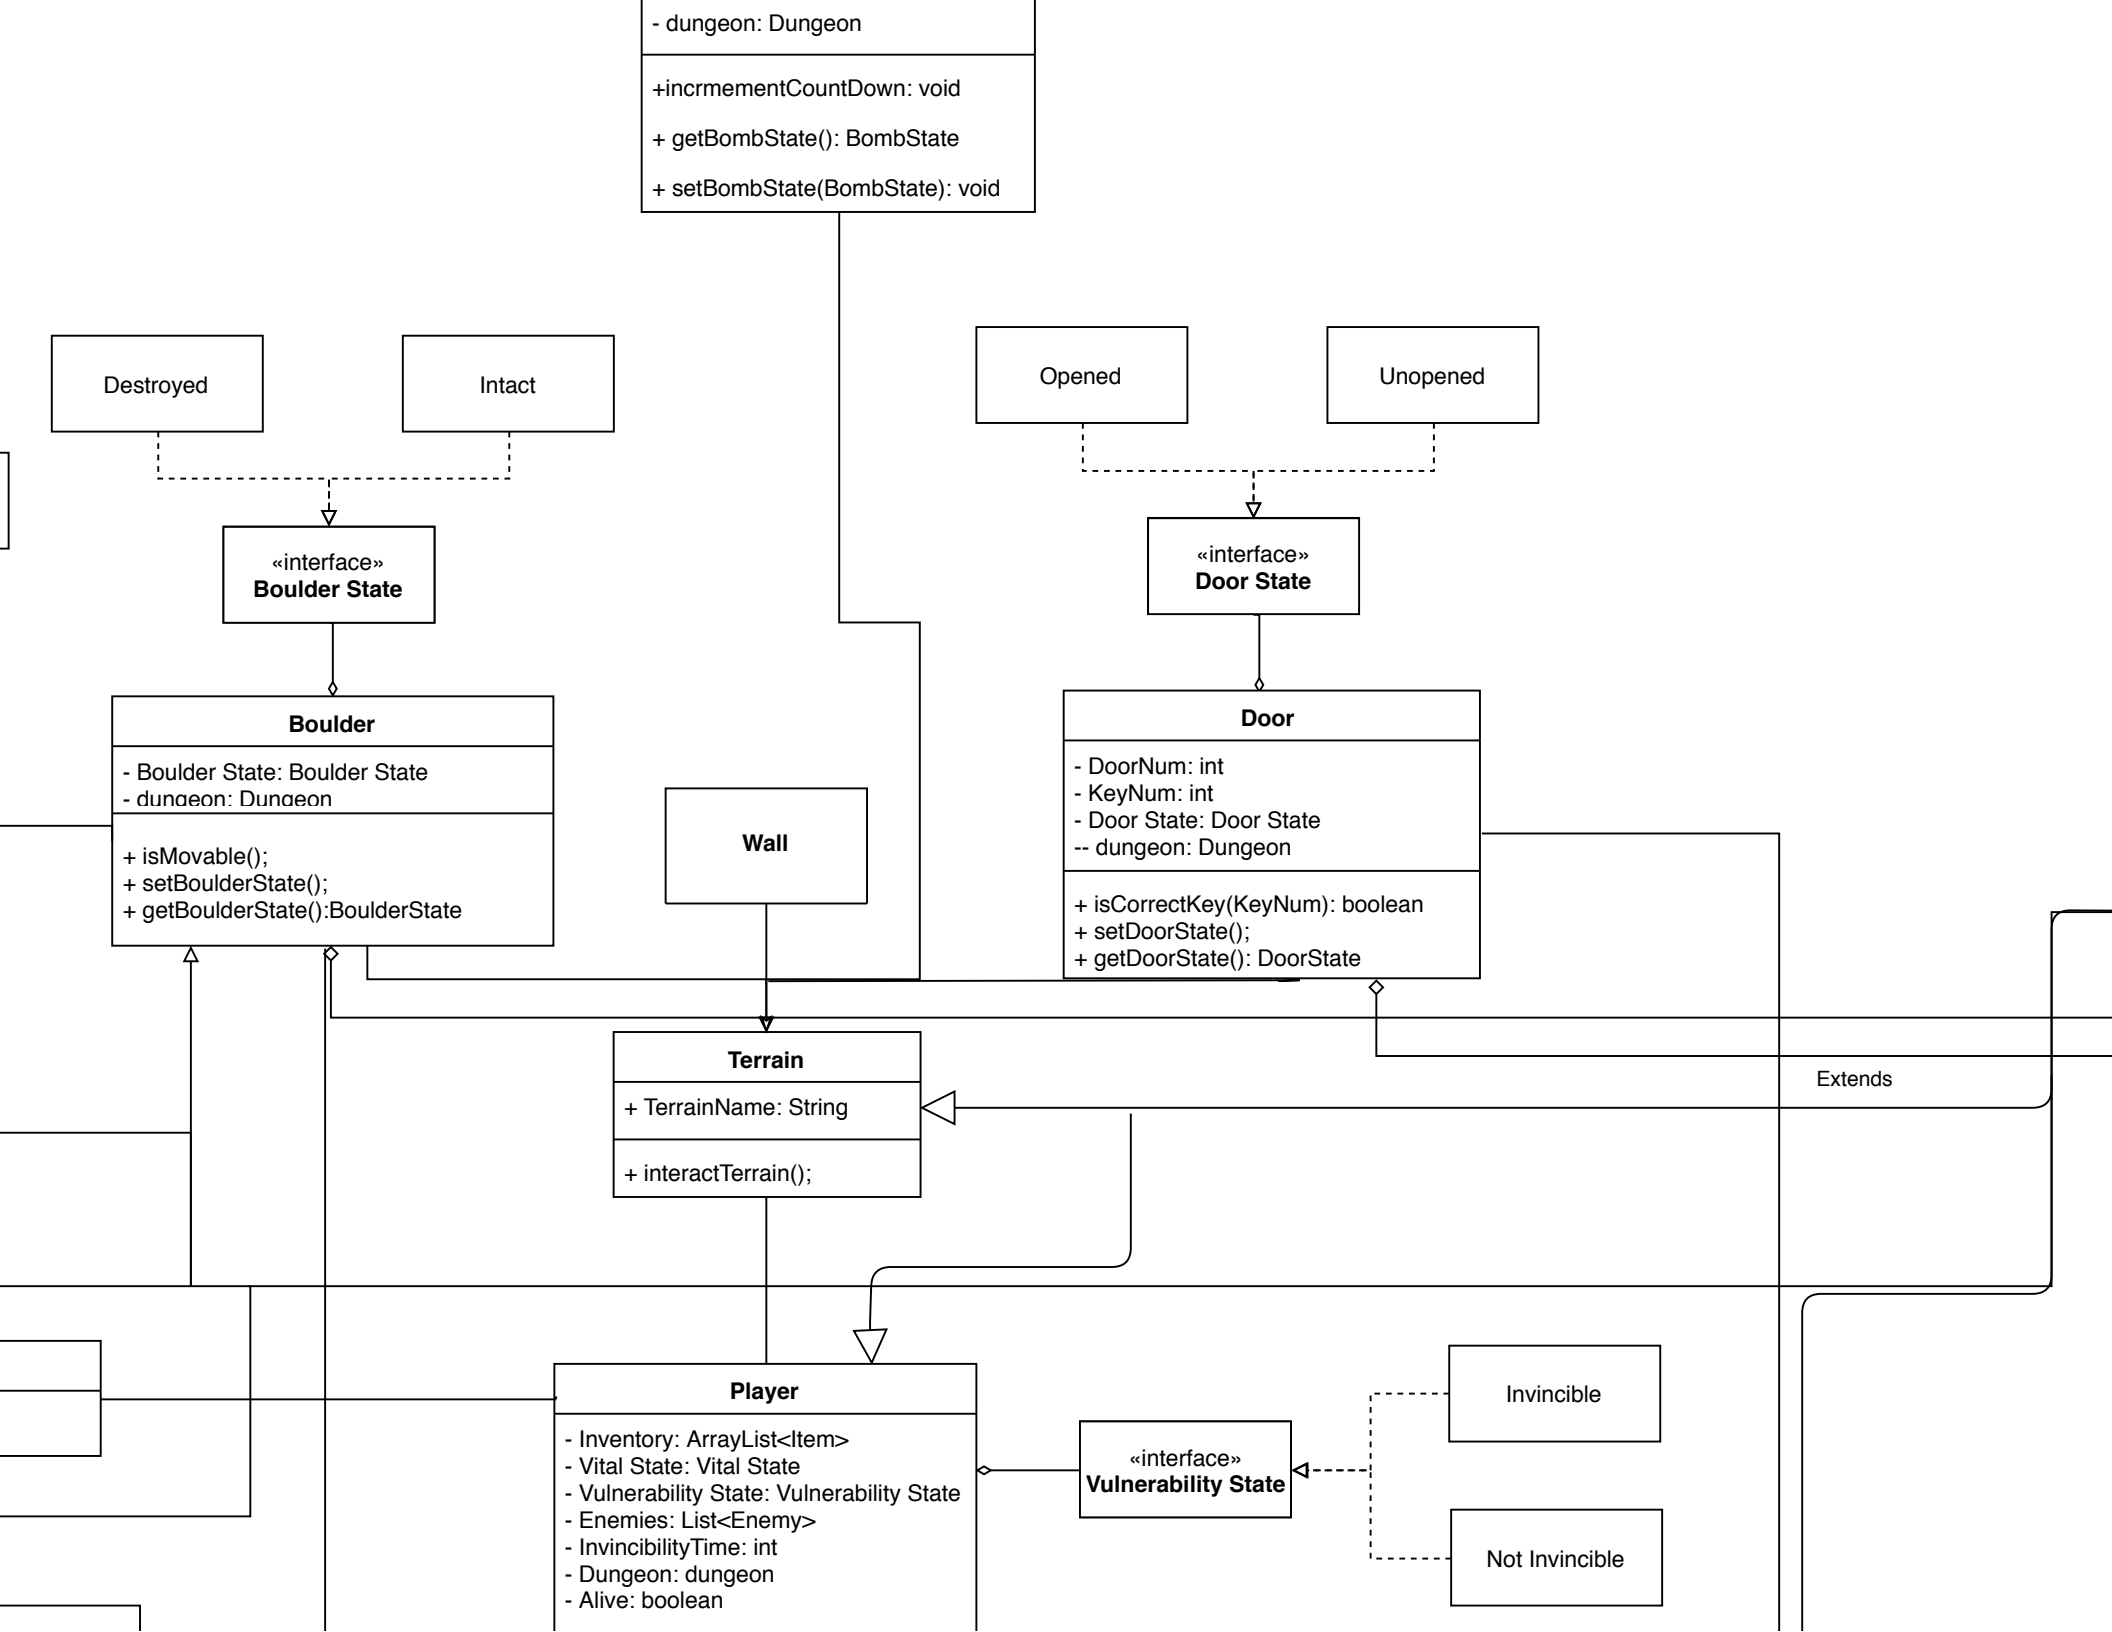 - dungeon: Dungeon
+incrmementCountDown: void
+ getBombState(): BombState
+ setBombState(BombState): void
Destroyed
Intact
Opened
Unopened
«interface»
Boulder State
«interface»
Door State
Boulder
- Boulder State: Boulder State
- dungeon: Dungeon
+ isMovable();
+ setBoulderState();
+ getBoulderState():BoulderState
Wall
Door
- DoorNum: int
- KeyNum: int
- Door State: Door State
-- dungeon: Dungeon
+ isCorrectKey(KeyNum): boolean
+ setDoorState();
+ getDoorState(): DoorState
Terrain
+ TerrainName: String
+ interactTerrain();
Extends
Player
- Inventory: ArrayList<Item>
- Vital State: Vital State
- Vulnerability State: Vulnerability State
- Enemies: List<Enemy>
- InvincibilityTime: int
- Dungeon: dungeon
- Alive: boolean
«interface»
Vulnerability State
Invincible
Not Invincible